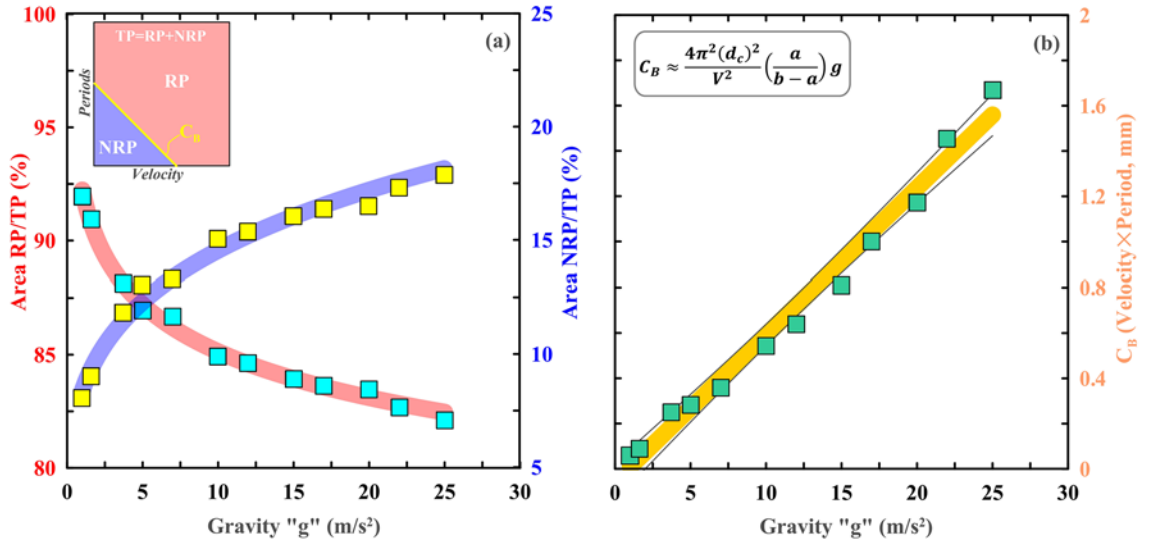 100
95
90
85
80
Area RP/TP (%)
TP=RP+NRP
RP
NRP
C_B
Periods
Velocity
(a)
25
20
15
10
5
Area NRP/TP (%)
0 5 10 15 20 25 30
Gravity "g" (m/s²)
(b)
C_B ≈ 4π²(d_c)²/V² (a/(b − a)) g
2
1.6
1.2
0.8
0.4
0
C_B (Velocity×Period, mm)
0 5 10 15 20 25 30
Gravity "g" (m/s²)